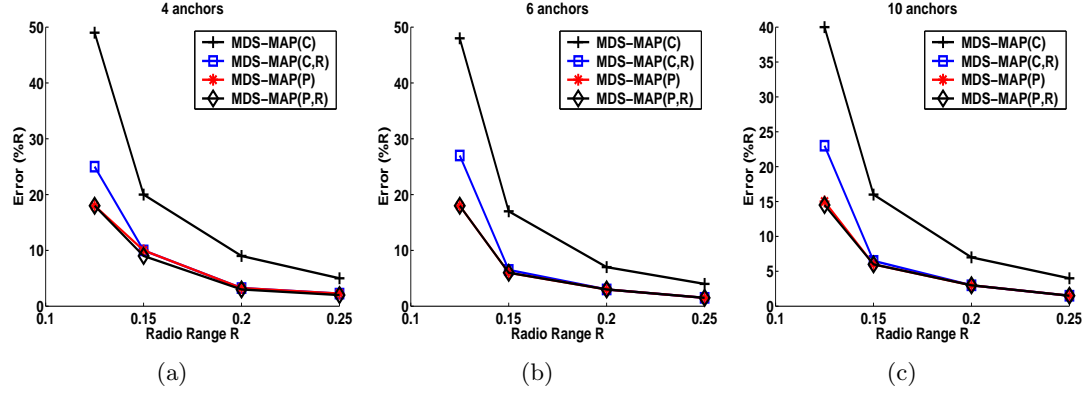 4 anchors
50
40
30
20
10
0
0.1
0.15
0.2
0.25
Error (%R)
Radio Range R
MDS−MAP(C)
MDS−MAP(C,R)
MDS−MAP(P)
MDS−MAP(P,R)
(a)
6 anchors
50
40
30
20
10
0
0.1
0.15
0.2
0.25
Error (%R)
Radio Range R
MDS−MAP(C)
MDS−MAP(C,R)
MDS−MAP(P)
MDS−MAP(P,R)
(b)
10 anchors
40
35
30
25
20
15
10
5
0
0.1
0.15
0.2
0.25
Error (%R)
Radio Range R
MDS−MAP(C)
MDS−MAP(C,R)
MDS−MAP(P)
MDS−MAP(P,R)
(c)